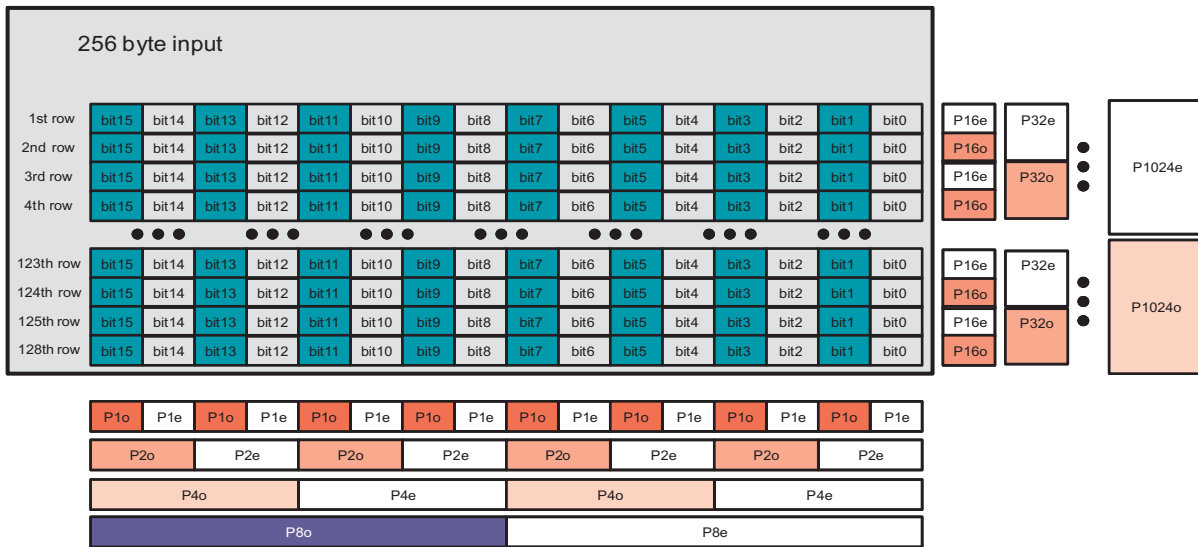 256 byte input
1st row bit15 bit14 bit13 bit12 bit11 bit10 bit9 bit8 bit7 bit6 bit5 bit4 bit3 bit2 bit1 bit0 P16e P32e
2nd row bit15 bit14 bit13 bit12 bit11 bit10 bit9 bit8 bit7 bit6 bit5 bit4 bit3 bit2 bit1 bit0 P16o
P1024e
3rd row bit15 bit14 bit13 bit12 bit11 bit10 bit9 bit8 bit7 bit6 bit5 bit4 bit3 bit2 bit1 bit0 P16e P32o
4th row bit15 bit14 bit13 bit12 bit11 bit10 bit9 bit8 bit7 bit6 bit5 bit4 bit3 bit2 bit1 bit0 P16o
123th row bit15 bit14 bit13 bit12 bit11 bit10 bit9 bit8 bit7 bit6 bit5 bit4 bit3 bit2 bit1 bit0 P16e P32e
124th row bit15 bit14 bit13 bit12 bit11 bit10 bit9 bit8 bit7 bit6 bit5 bit4 bit3 bit2 bit1 bit0 P16o
P1024o
125th row bit15 bit14 bit13 bit12 bit11 bit10 bit9 bit8 bit7 bit6 bit5 bit4 bit3 bit2 bit1 bit0 P16e P32o
128th row bit15 bit14 bit13 bit12 bit11 bit10 bit9 bit8 bit7 bit6 bit5 bit4 bit3 bit2 bit1 bit0 P16o
P1o P1e P1o P1e P1o P1e P1o P1e P1o P1e P1o P1e P1o P1e P1o P1e
P2o P2e P2o P2e P2o P2e P2o P2e
P4o P4e P4o P4e
P8o P8e